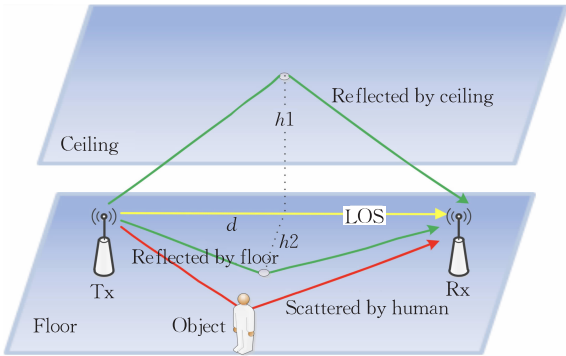 Reflected by ceiling
h1
Ceiling
d
LOS
h2
Reflected by floor
Tx
Rx
Scattered by human
Object
Floor